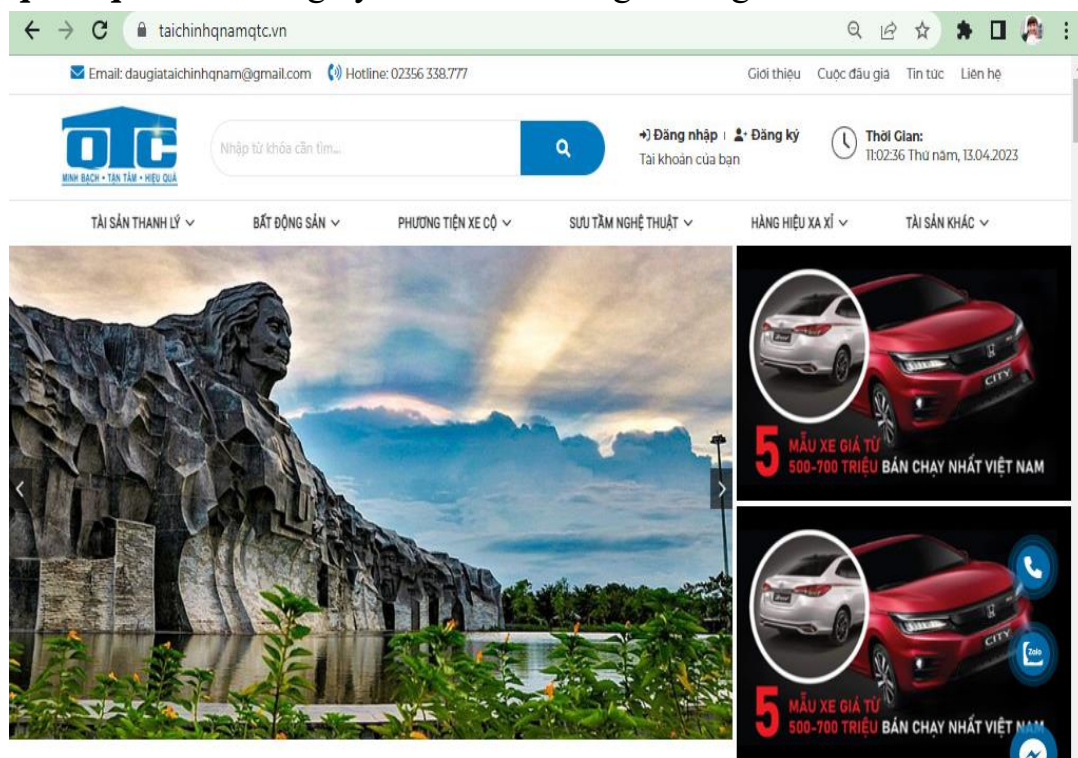 taichinhqnamqtc.vn
Email: daugiataichinhqnam@gmail.com Hotline: 02356 338.777 Giới thiệu Cuộc đấu giá Tin tức Liên hệ
QTC
MINH BẠCH • TẬN TÂM • HIỆU QUẢ
Nhập từ khóa cần tìm...
Đăng nhập Đăng ký
Tài khoản của bạn
Thời Gian:
11:02:36 Thứ năm, 13.04.2023
TÀI SẢN THANH LÝ BẤT ĐỘNG SẢN PHƯƠNG TIỆN XE CỘ SƯU TẦM NGHỆ THUẬT HÀNG HIỆU XA XỈ TÀI SẢN KHÁC
CITY
5 MẪU XE GIÁ TỪ
500-700 TRIỆU BÁN CHẠY NHẤT VIỆT NAM
CITY
Zalo
5 MẪU XE GIÁ TỪ
500-700 TRIỆU BÁN CHẠY NHẤT VIỆT NAM